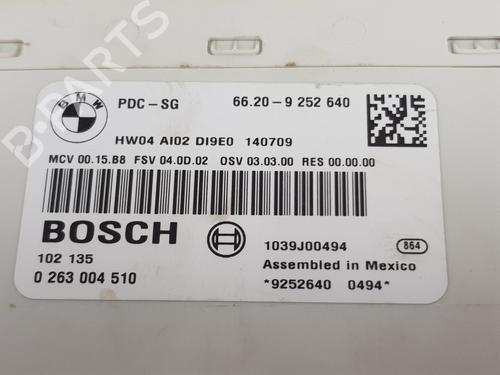 B-PARTS
BMW PDC-SG 66.20-9 252 640
HW04 AI02 DI9E0 140709
MCV 00.15.B8 FSV 04.0D.02 OSV 03.03.00 RES 00.00.00
BOSCH
102 135
0 263 004 510
1039J00494 864
Assembled in Mexico
*9252640 0494*